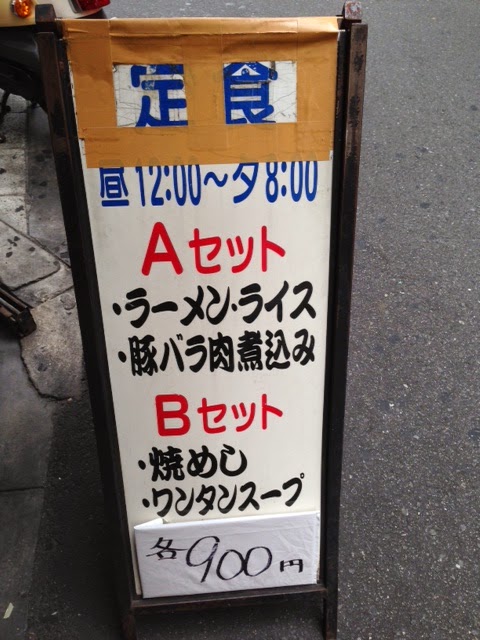 定食
昼12:00〜夕8:00
Aセット
・ラーメン・ライス
・豚バラ肉煮込み
Bセット
・焼めし
・ワンタンスープ
各900円